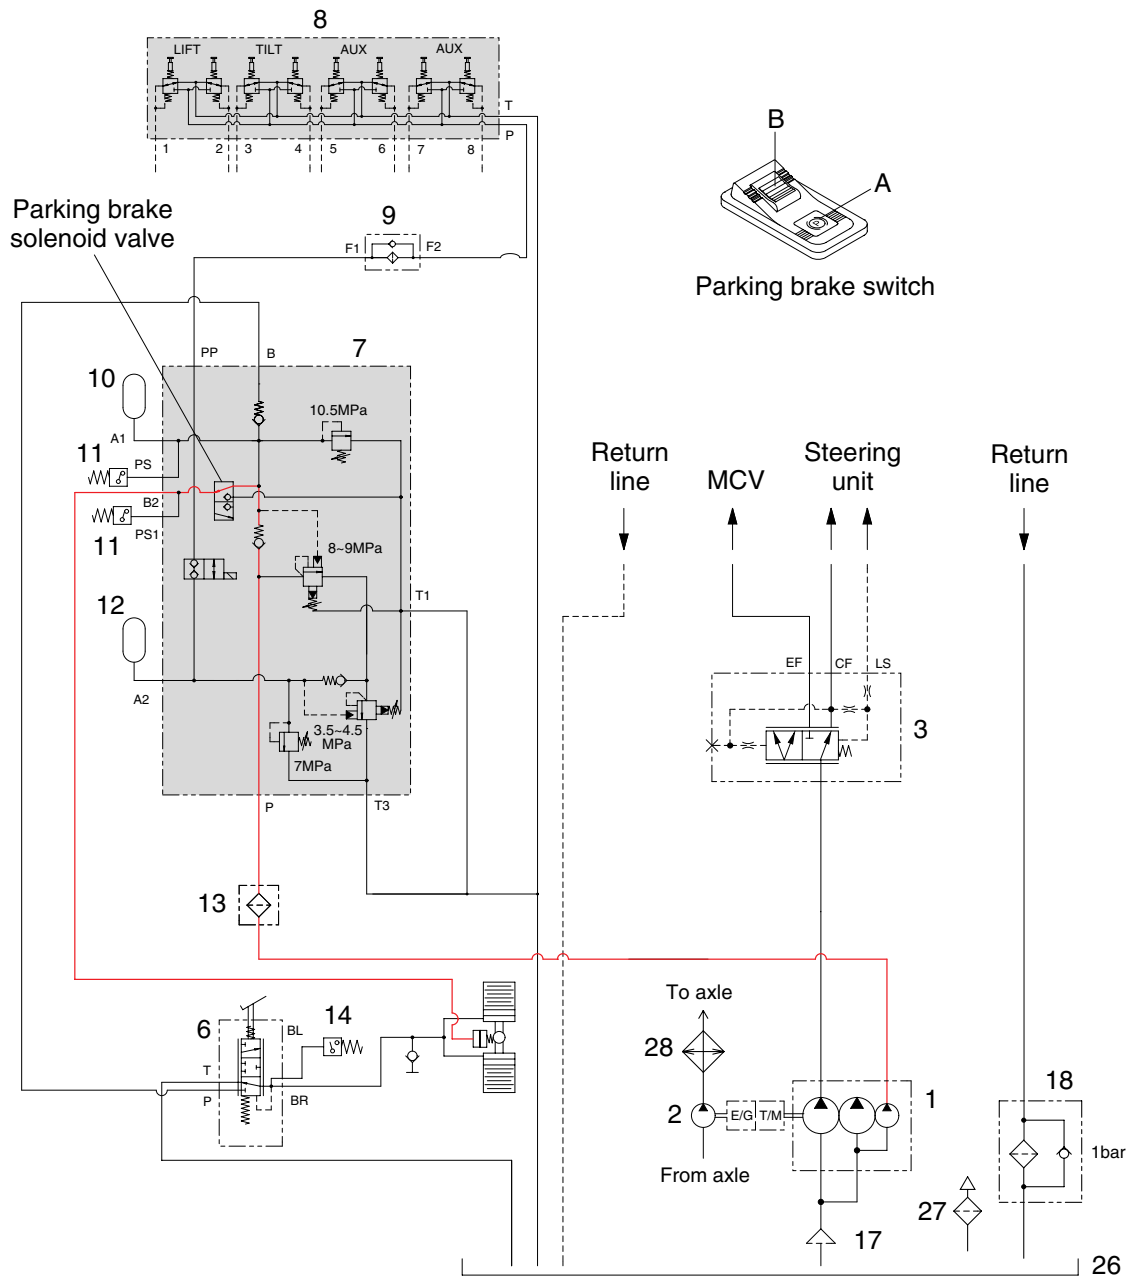 8
LIFT
TILT
AUX
AUX
T
P
1
2
3
4
5
6
7
8
B
A
P
Parking brake switch
Parking brake
solenoid valve
9
F1
F2
PP
B
7
10
10.5MPa
A1
11
PS
B2
PS1
11
8~9MPa
12
T1
A2
3.5~4.5
MPa
7MPa
P
T3
Return
line
MCV
Steering
unit
Return
line
EF
CF
LS
3
13
6
BL
14
T
P
BR
To axle
28
2
E/G
T/M
1
From axle
18
1bar
27
17
26